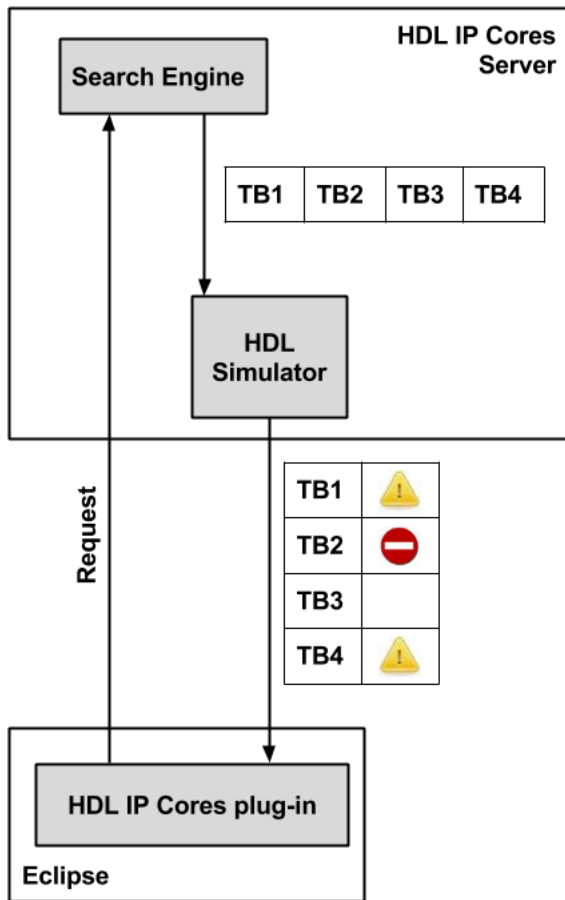 HDL IP Cores
Server
Search Engine
TB1 TB2 TB3 TB4
HDL
Simulator
Request
TB1
TB2
TB3
TB4
HDL IP Cores plug-in
Eclipse